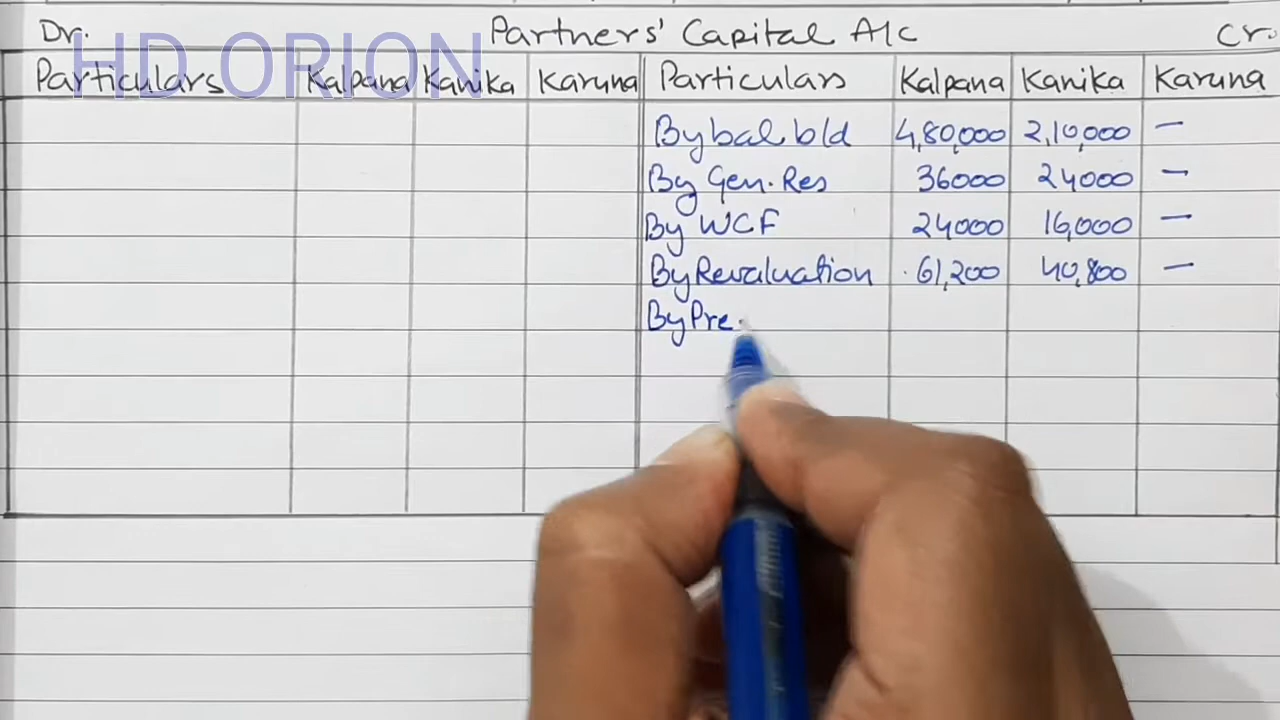 Dr. Partners' Capital A/c Cr.
HD ORION
Particulars Kalpana Kanika Karuna Particulars Kalpana Kanika Karuna
By bal b/d 4,80,000 2,10,000 —
By Gen. Res 36000 24000 —
By WCF 24000 16,000 —
By Revaluation 61,200 40,800 —
By Pre.